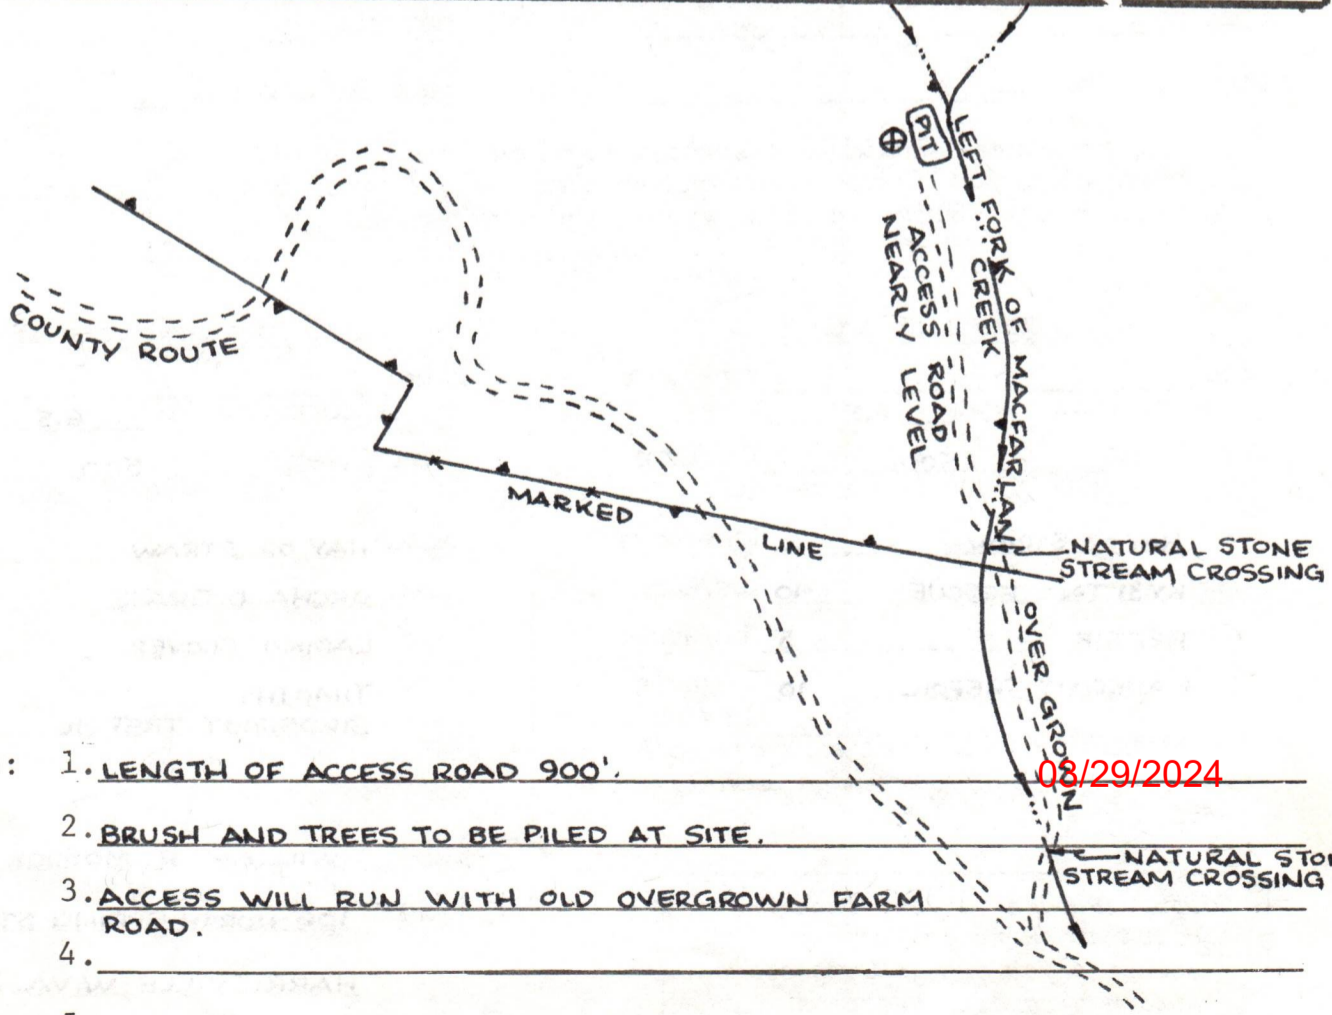 PIT
LEFT FORK OF MACFARLAN
CREEK
ACCESS ROAD
NEARLY LEVEL
COUNTY ROUTE
MARKED LINE
NATURAL STONE
STREAM CROSSING
OVER GROWN
: 1. LENGTH OF ACCESS ROAD 900'.
08/29/2024
2. BRUSH AND TREES TO BE PILED AT SITE.
NATURAL STO
STREAM CROSSING
3. ACCESS WILL RUN WITH OLD OVERGROWN FARM
ROAD.
4.